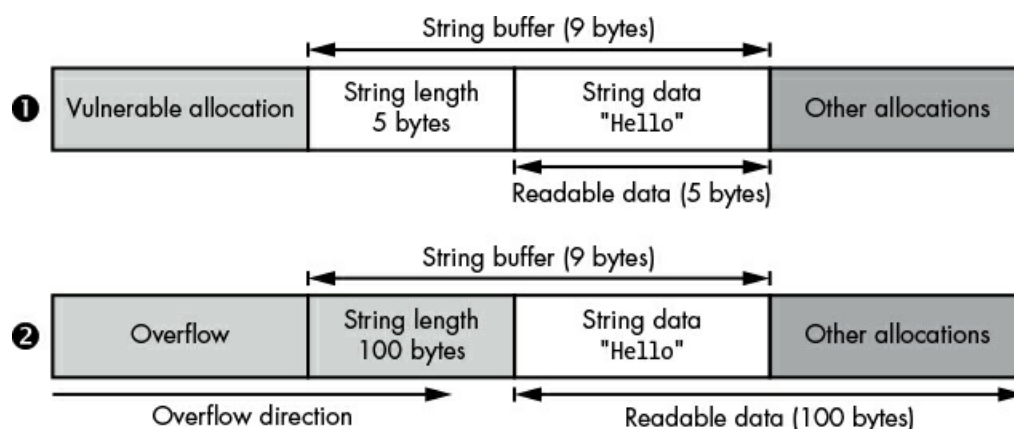 String buffer (9 bytes)
❶
Vulnerable allocation
String length
5 bytes
String data
"Hello"
Other allocations
Readable data (5 bytes)
String buffer (9 bytes)
❷
Overflow
String length
100 bytes
String data
"Hello"
Other allocations
Overflow direction
Readable data (100 bytes)